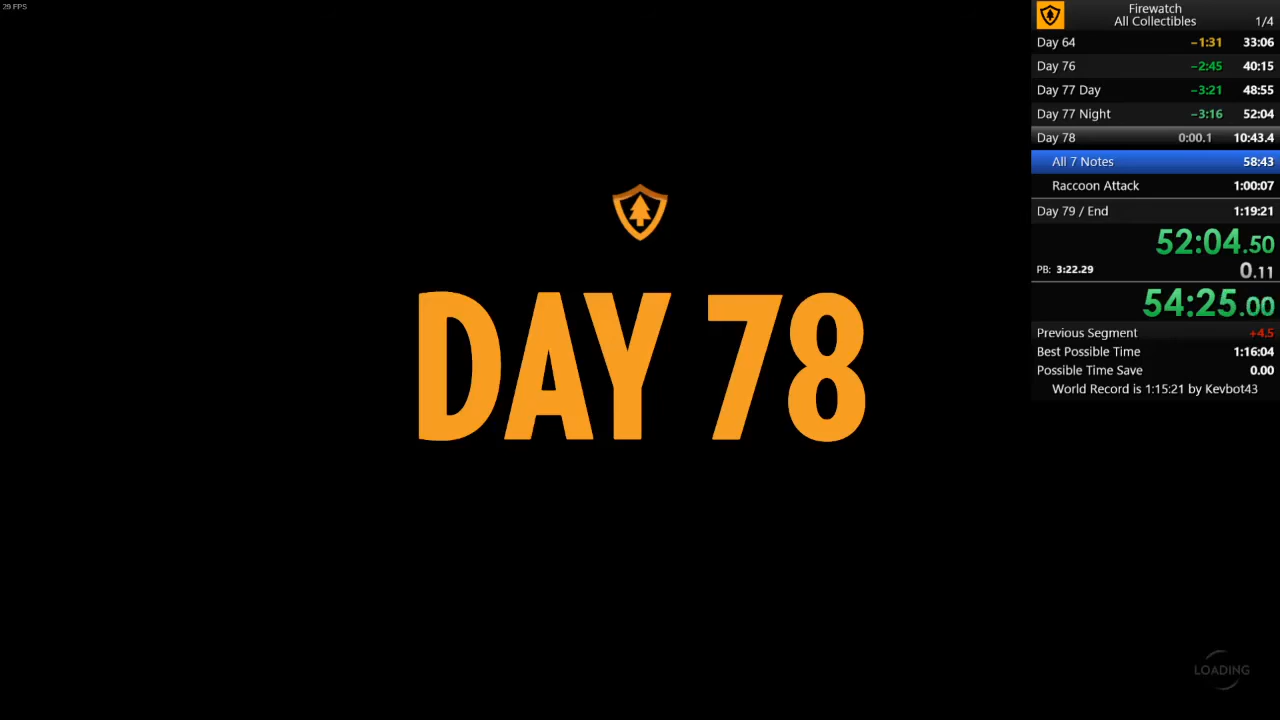 29 FPS
Firewatch
All Collectibles 1/4
Day 64 −1:31 33:06
Day 76 −2:45 40:15
Day 77 Day −3:21 48:55
Day 77 Night −3:16 52:04
Day 78 0:00.1 10:43.4
All 7 Notes 58:43
Raccoon Attack 1:00:07
Day 79 / End 1:19:21
52:04.50
PB: 3:22.29 0.11
54:25.00
Previous Segment +4.5
Best Possible Time 1:16:04
Possible Time Save 0.00
World Record is 1:15:21 by Kevbot43
DAY 78
LOADING